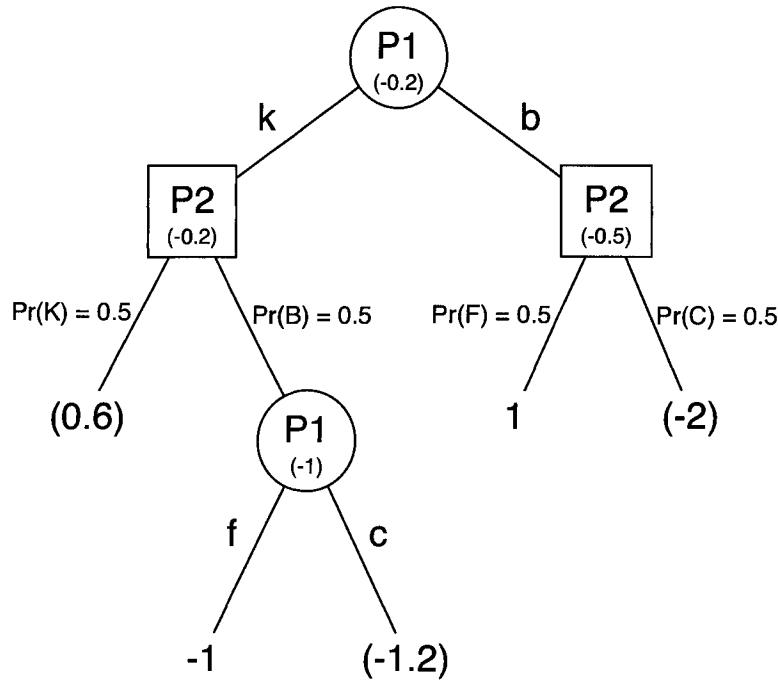 P1
(-0.2)
k
b
P2
(-0.2)
P2
(-0.5)
Pr(K) = 0.5
Pr(B) = 0.5
Pr(F) = 0.5
Pr(C) = 0.5
(0.6)
P1
(-1)
1
(-2)
f
c
-1
(-1.2)